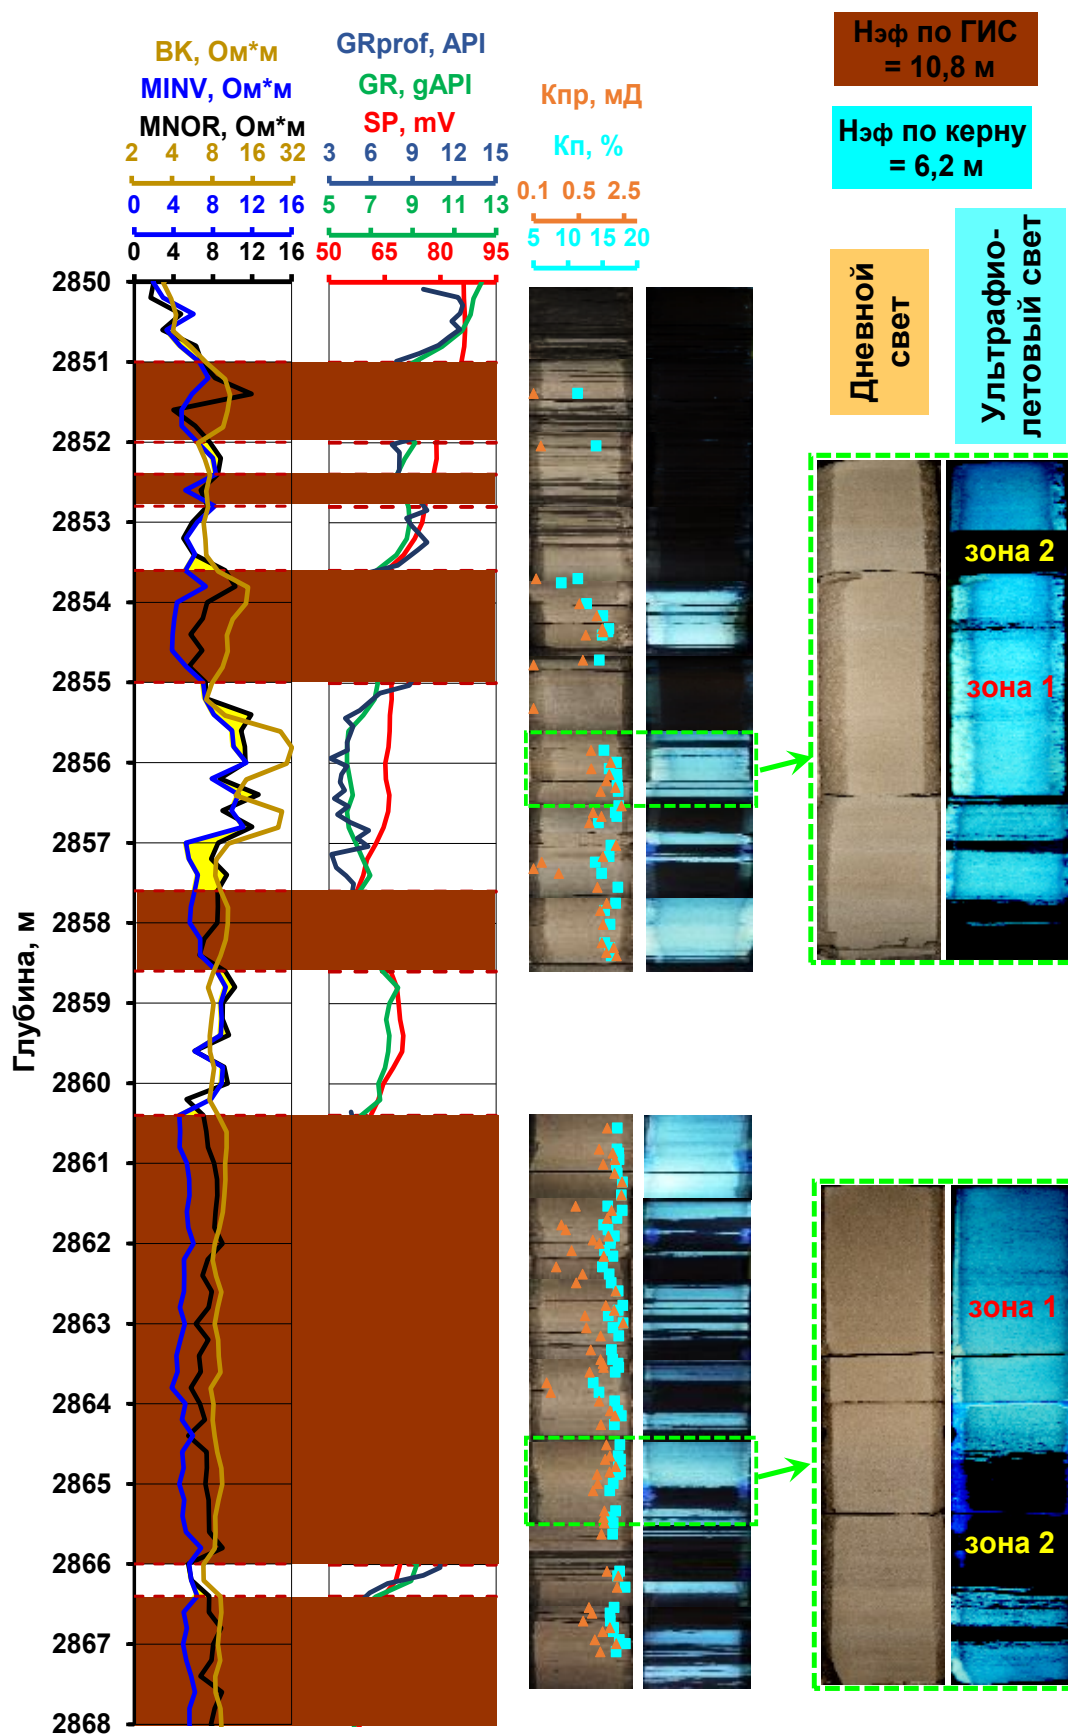 BK, Ом*м
MINV, Ом*м
MNOR, Ом*м
2 4 8 16 32
0 4 8 12 16
0 4 8 12 16
GRprof, API
GR, gAPI
SP, mV
3 6 9 12 15
5 7 9 11 13
50 65 80 95
Кпр, мД
Кп, %
0.1 0.5 2.5
5 10 15 20
Нэф по ГИС
= 10,8 м
Нэф по керну
= 6,2 м
Дневной
свет
Ультрафио-
летовый свет
Глубина, м
2850
2851
2852
2853
2854
2855
2856
2857
2858
2859
2860
2861
2862
2863
2864
2865
2866
2867
2868
зона 2
зона 1
зона 1
зона 2